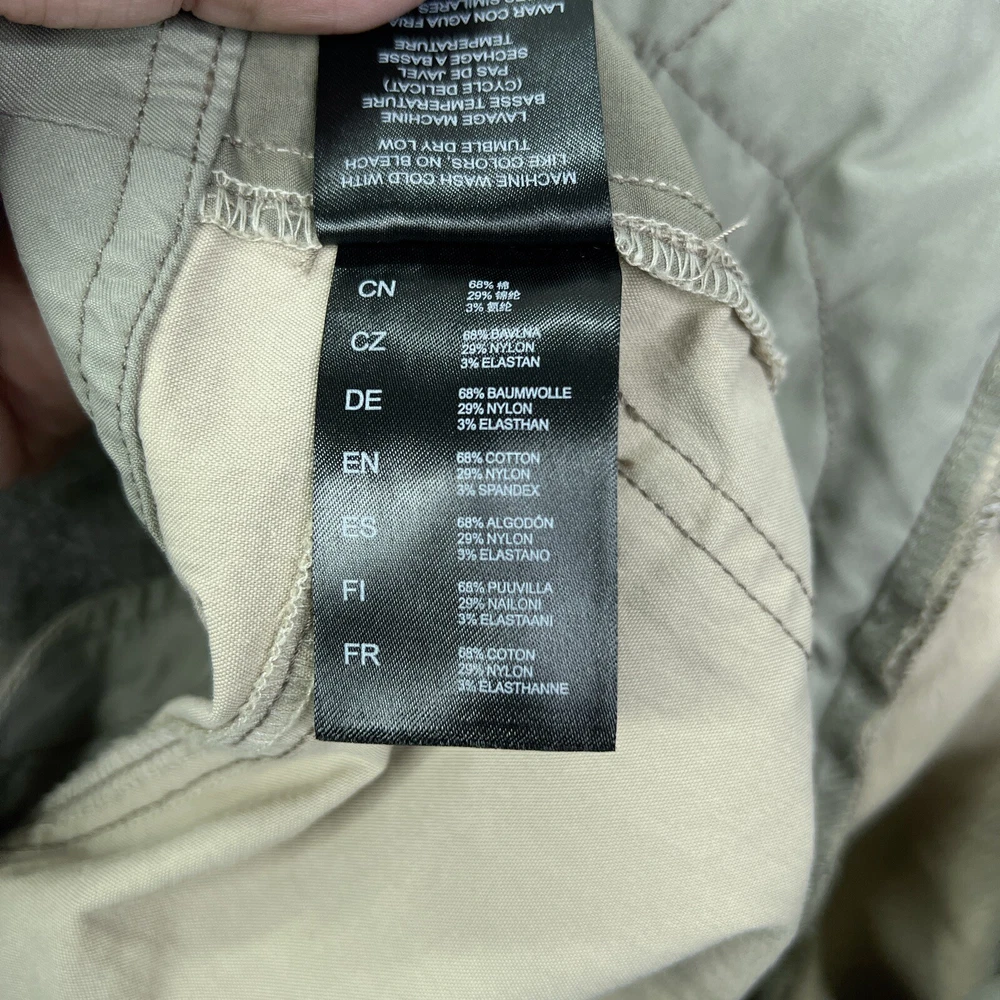 MACHINE WASH COLD WITH
LIKE COLORS, NO BLEACH
TUMBLE DRY LOW
LAVAGE MACHINE
BASSE TEMPERATURE
(CYCLE DELICAT)
PAS DE JAVEL
SECHAGE A BASSE
TEMPERATURE
LAVAR CON AGUA FRIA
SIMILARES
CN
68% 棉
29% 锦纶
3% 氨纶
CZ
68% BAVLNA
29% NYLON
3% ELASTAN
DE
68% BAUMWOLLE
29% NYLON
3% ELASTHAN
EN
68% COTTON
29% NYLON
3% SPANDEX
ES
68% ALGODÓN
29% NYLON
3% ELASTANO
FI
68% PUUVILLA
29% NAILONI
3% ELASTAANI
FR
68% COTON
29% NYLON
3% ELASTHANNE